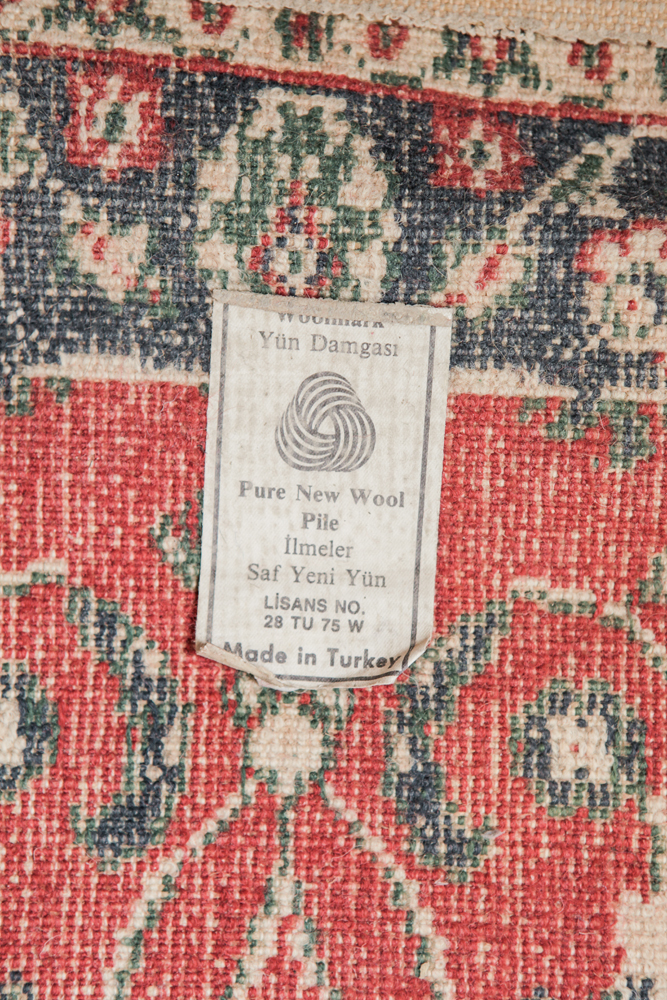 Woolmark
Yün Damgası
Pure New Wool
Pile
İlmeler
Saf Yeni Yün
LİSANS NO.
28 TU 75 W
Made in Turkey